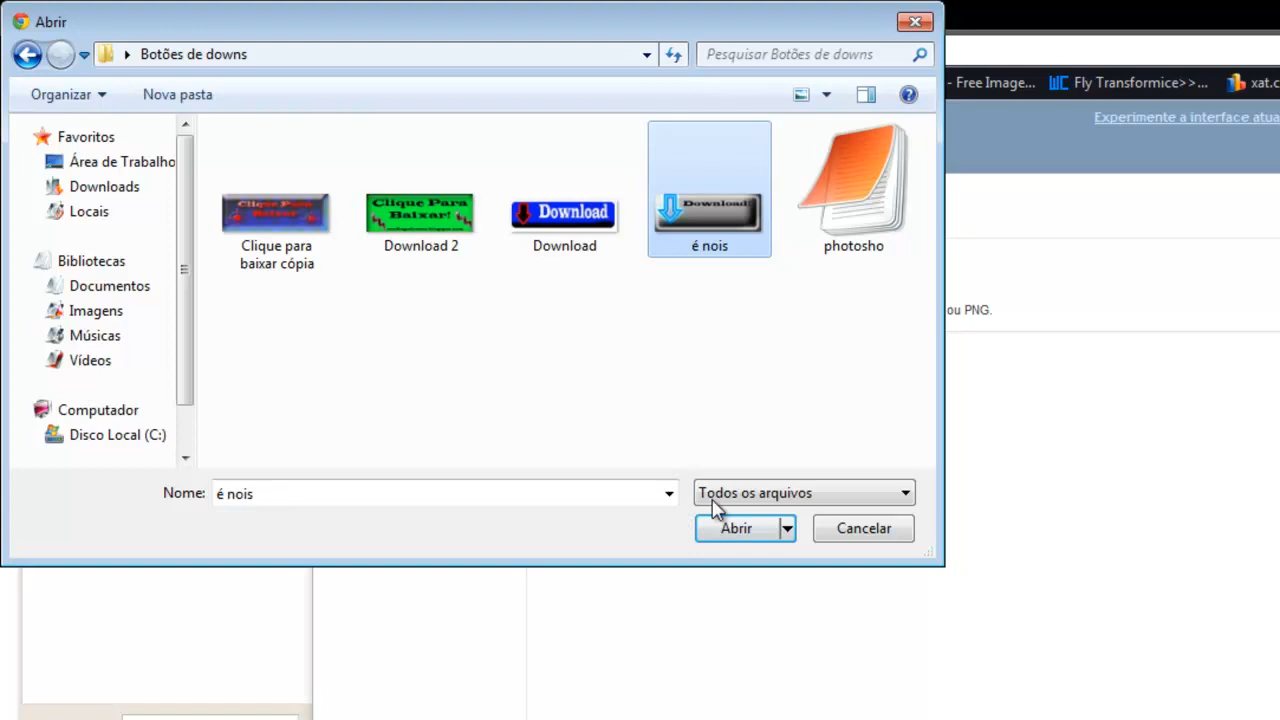 Abrir
Botões de downs
Pesquisar Botões de downs
- Free Image...
Fly Transformice>>...
xat.c
Experimente a interface atua
Organizar
Nova pasta
Favoritos
Área de Trabalho
Downloads
Locais
Bibliotecas
Documentos
Imagens
Músicas
Vídeos
Computador
Disco Local (C:)
Clique Para
Baixar
Clique para
baixar cópia
Clique Para
Baixar!
Download 2
Download
Download
Download
é nois
photosho
ou PNG.
Nome:
é nois
Todos os arquivos
Abrir
Cancelar